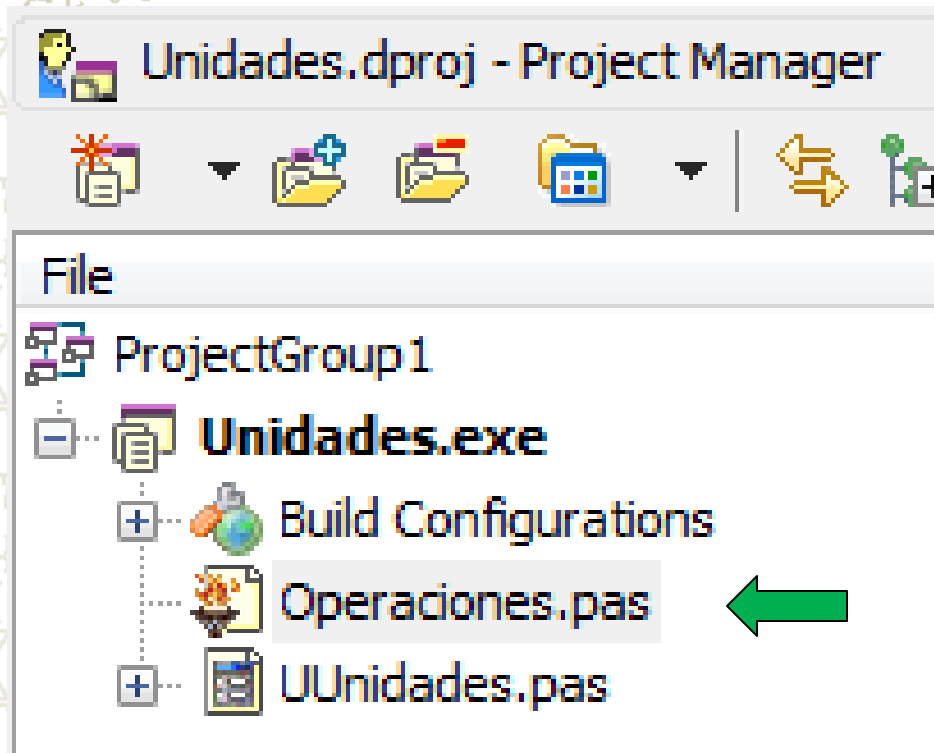 Unidades.dproj - Project Manager
File
ProjectGroup1
Unidades.exe
Build Configurations
Operaciones.pas
UUnidades.pas